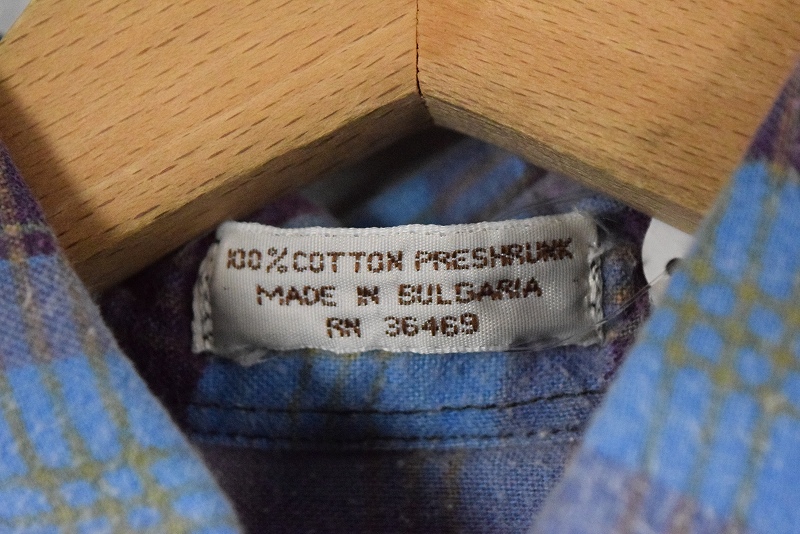 100% COTTON PRESHRUNK
MADE IN BULGARIA
RN 36469